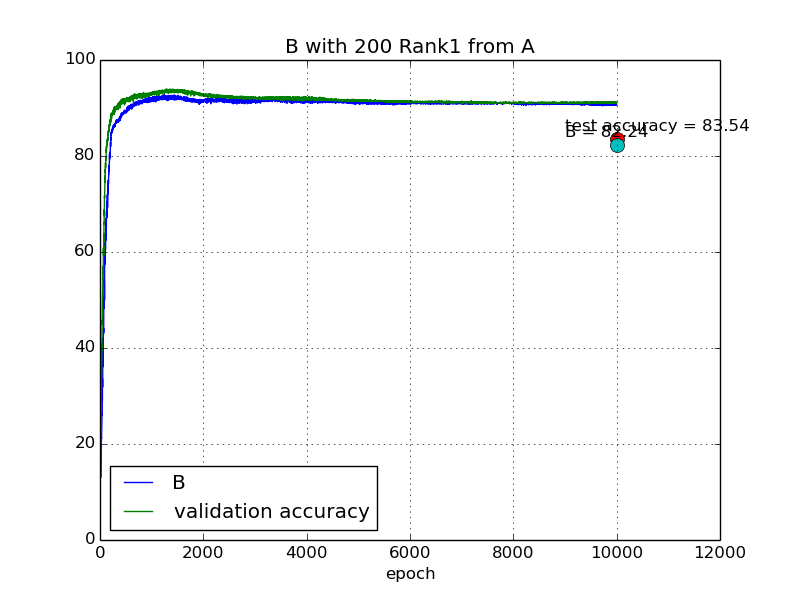 B with 200 Rank1 from A
100
80
60
40
20
0
test accuracy = 83.54
B = 82.24
B
validation accuracy
0 2000 4000 6000 8000 10000 12000
epoch